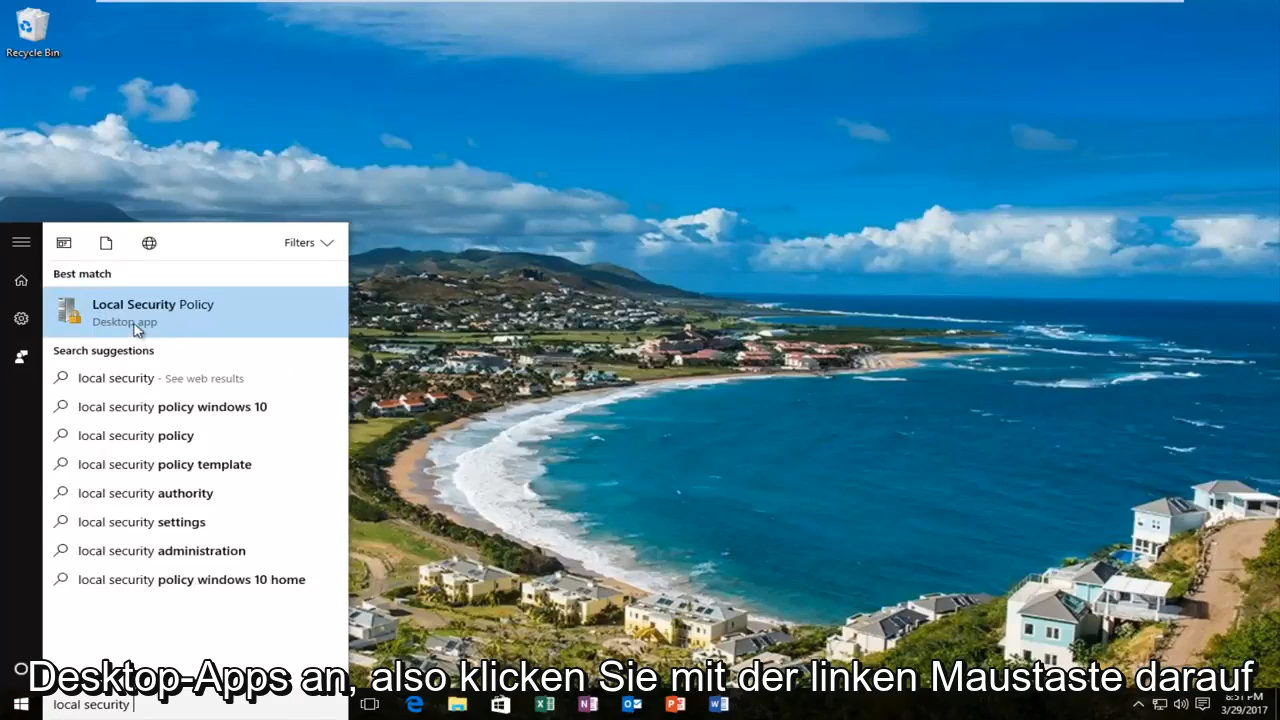 Recycle Bin
Filters
Best match
Local Security Policy
Desktop app
Search suggestions
local security - See web results
local security policy windows 10
local security policy
local security policy template
local security authority
local security settings
local security administration
local security policy windows 10 home
Desktop-Apps an, also klicken Sie mit der linken Maustaste darauf
local security
3/29/2017